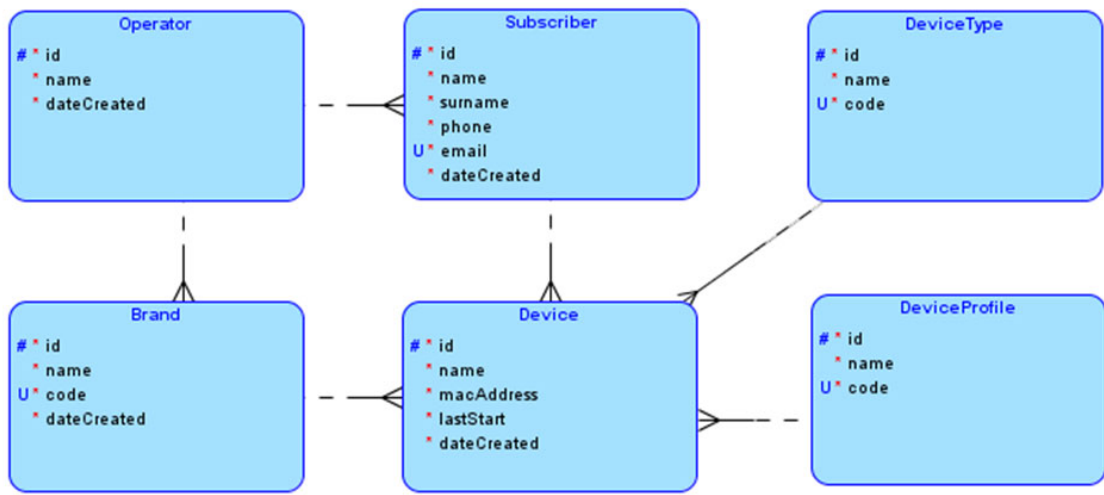 Operator
# * id
* name
* dateCreated
Subscriber
# * id
* name
* surname
* phone
U * email
* dateCreated
DeviceType
# * id
* name
U * code
Brand
# * id
* name
U * code
* dateCreated
Device
# * id
* name
* macAddress
* lastStart
* dateCreated
DeviceProfile
# * id
* name
U * code